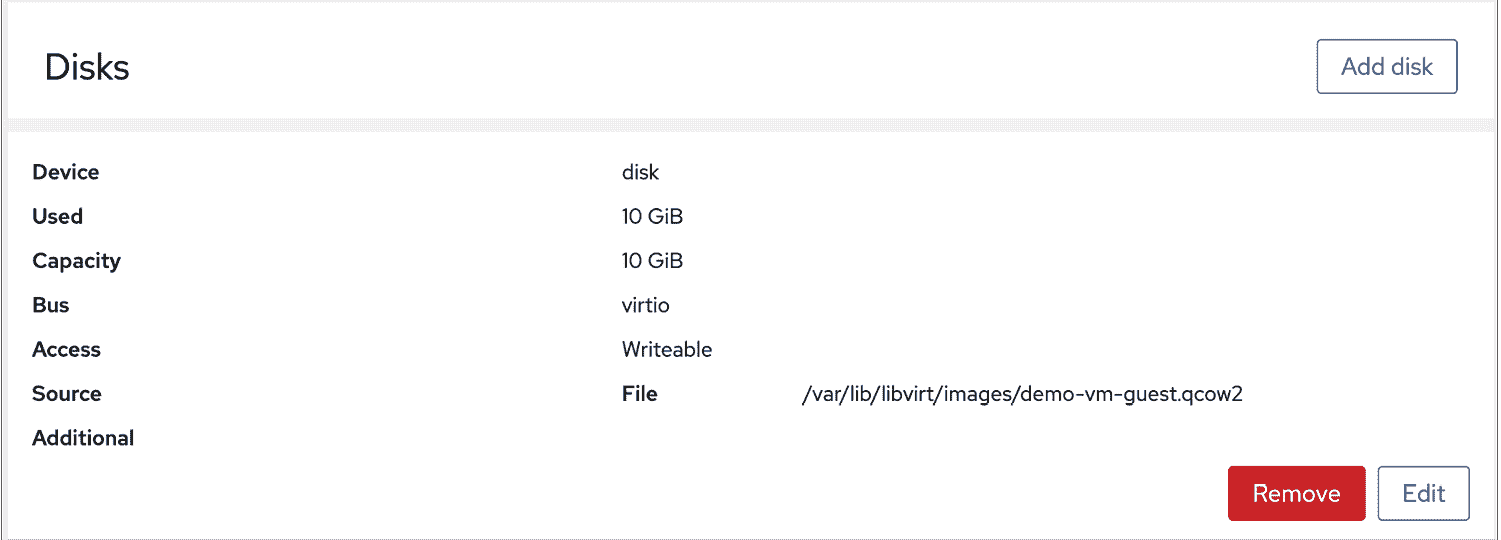 Disks
Add disk
Device disk
Used 10 GiB
Capacity 10 GiB
Bus virtio
Access Writeable
Source File /var/lib/libvirt/images/demo-vm-guest.qcow2
Additional
Remove Edit